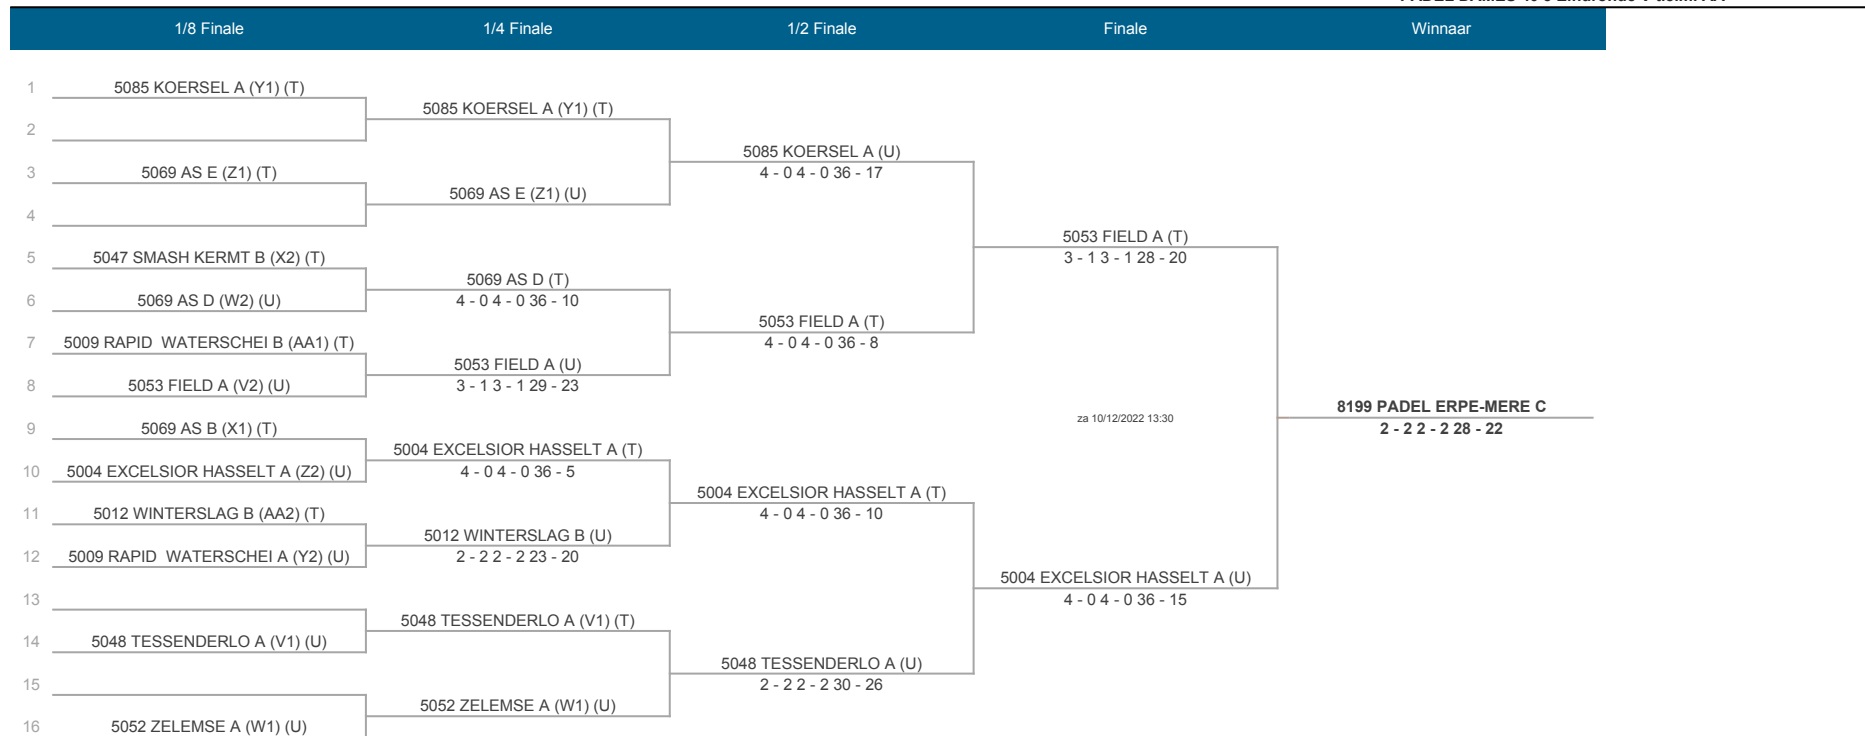 1/8 Finale 1/4 Finale 1/2 Finale Finale Winnaar
1 5085 KOERSEL A (Y1) (T)
5085 KOERSEL A (Y1) (T)
2
5085 KOERSEL A (U)
4 - 0 4 - 0 36 - 17
3 5069 AS E (Z1) (T)
5069 AS E (Z1) (U)
4
5053 FIELD A (T)
3 - 1 3 - 1 28 - 20
5 5047 SMASH KERMT B (X2) (T)
5069 AS D (T)
4 - 0 4 - 0 36 - 10
6 5069 AS D (W2) (U)
5053 FIELD A (T)
4 - 0 4 - 0 36 - 8
7 5009 RAPID WATERSCHEI B (AA1) (T)
5053 FIELD A (U)
3 - 1 3 - 1 29 - 23
8 5053 FIELD A (V2) (U)
8199 PADEL ERPE-MERE C
za 10/12/2022 13:30
2 - 2 2 - 2 28 - 22
9 5069 AS B (X1) (T)
5004 EXCELSIOR HASSELT A (T)
4 - 0 4 - 0 36 - 5
10 5004 EXCELSIOR HASSELT A (Z2) (U)
5004 EXCELSIOR HASSELT A (T)
4 - 0 4 - 0 36 - 10
11 5012 WINTERSLAG B (AA2) (T)
5012 WINTERSLAG B (U)
2 - 2 2 - 2 23 - 20
12 5009 RAPID WATERSCHEI A (Y2) (U)
5004 EXCELSIOR HASSELT A (U)
4 - 0 4 - 0 36 - 15
13
5048 TESSENDERLO A (V1) (T)
14 5048 TESSENDERLO A (V1) (U)
5048 TESSENDERLO A (U)
2 - 2 2 - 2 30 - 26
15
5052 ZELEMSE A (W1) (U)
16 5052 ZELEMSE A (W1) (U)